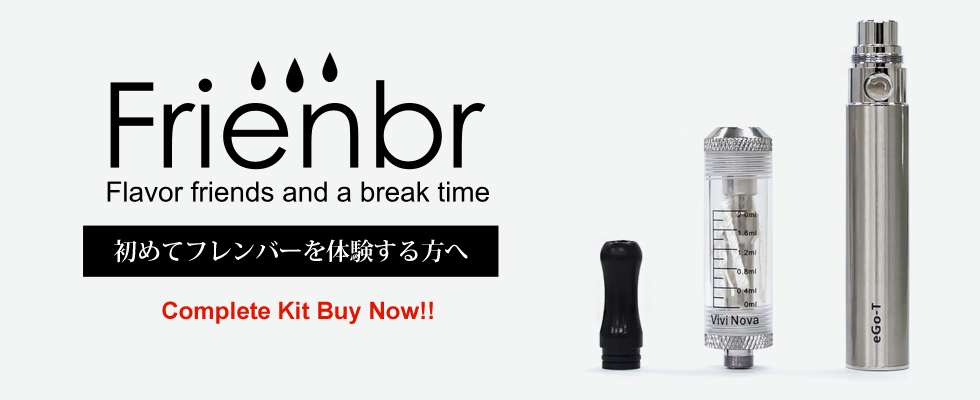 Frienbr
Flavor friends and a break time
初めてフレンバーを体験する方へ
Complete Kit Buy Now!!
2.0ml
1.6ml
1.2ml
0.8ml
0.4ml
0ml
Vivi Nova
eGo-T